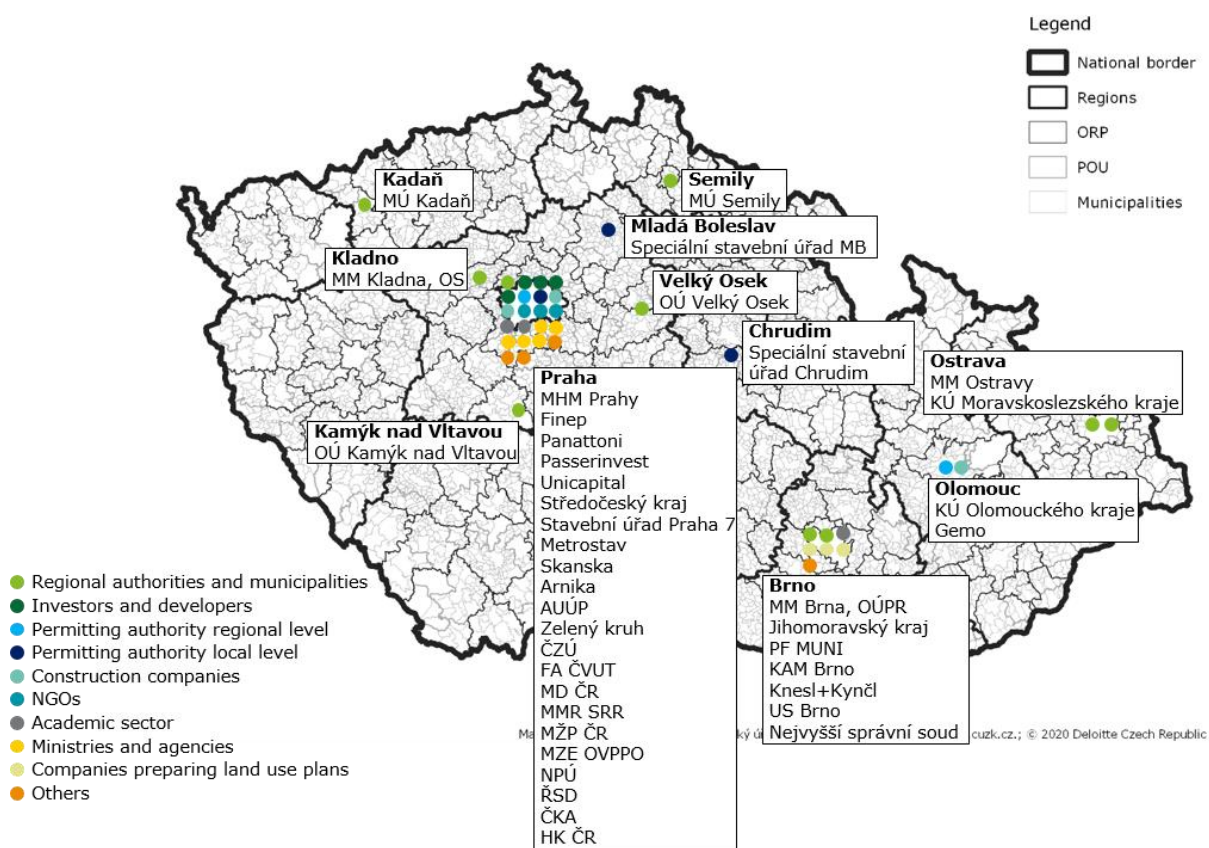 Legend
National border
Regions
ORP
POU
Municipalities
Kadaň
MÚ Kadaň
Semily
MÚ Semily
Mladá Boleslav
Speciální stavební úřad MB
Kladno
MM Kladna, OS
Velký Osek
OÚ Velký Osek
Chrudim
Speciální stavební
úřad Chrudim
Ostrava
MM Ostravy
KÚ Moravskoslezského kraje
Kamýk nad Vltavou
OÚ Kamýk nad Vltavou
Praha
MHM Prahy
Finep
Panattoni
Passerinvest
Unicapital
Středočeský kraj
Stavební úřad Praha 7
Metrostav
Skanska
Arnika
AUÚP
Zelený kruh
ČZÚ
FA ČVUT
MD ČR
MMR SRR
MŽP ČR
MZE OVPPO
NPÚ
ŘSD
ČKA
HK ČR
Olomouc
KÚ Olomouckého kraje
Gemo
Brno
MM Brna, OÚPR
Jihomoravský kraj
PF MUNI
KAM Brno
Knesl+Kynčl
US Brno
Nejvyšší správní soud
Regional authorities and municipalities
Investors and developers
Permitting authority regional level
Permitting authority local level
Construction companies
NGOs
Academic sector
Ministries and agencies
Companies preparing land use plans
Others
cuzk.cz.; © 2020 Deloitte Czech Republic